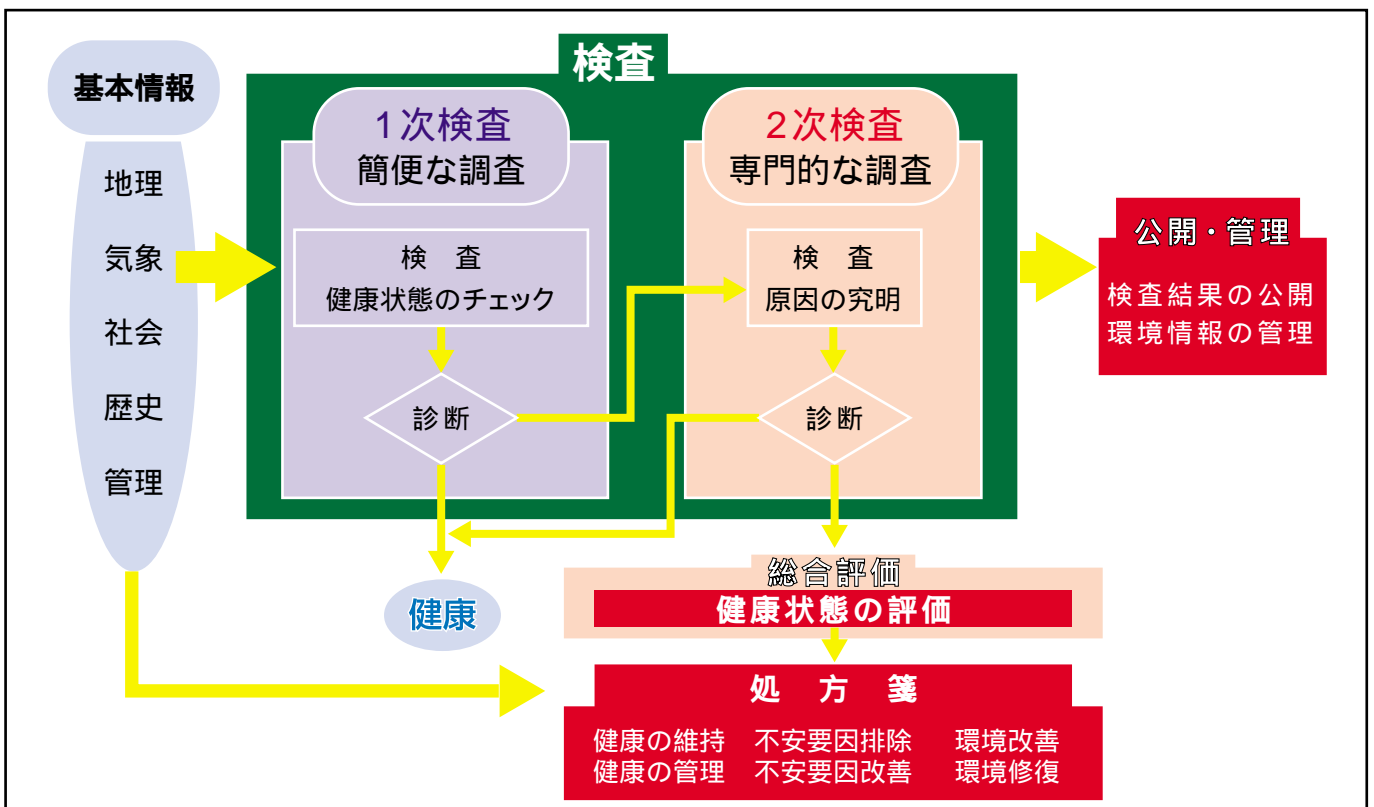 検査
基本情報
地理
気象
社会
歴史
管理
1次検査
簡便な調査
検 査
健康状態のチェック
診断
2次検査
専門的な調査
検 査
原因の究明
診断
公開・管理
検査結果の公開
環境情報の管理
健康
総合評価
健康状態の評価
処 方 箋
健康の維持 不安要因排除 環境改善
健康の管理 不安要因改善 環境修復